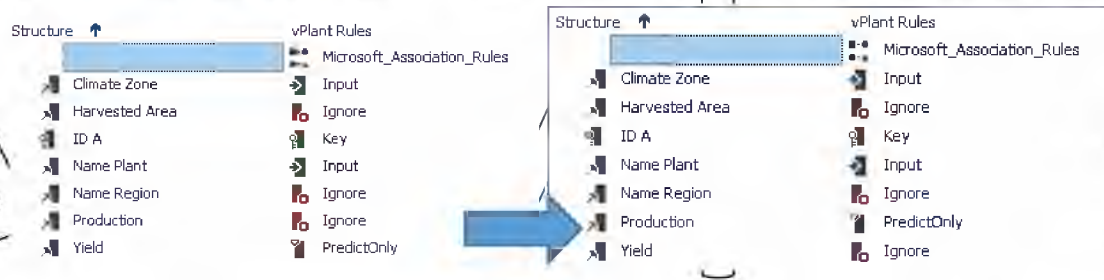 Structure vPlant Rules
Microsoft_Association_Rules
Climate Zone Input
Harvested Area Ignore
ID A Key
Name Plant Input
Name Region Ignore
Production Ignore
Yield PredictOnly
Structure vPlant Rules
Microsoft_Association_Rules
Climate Zone Input
Harvested Area Ignore
ID A Key
Name Plant Input
Name Region Ignore
Production PredictOnly
Yield Ignore